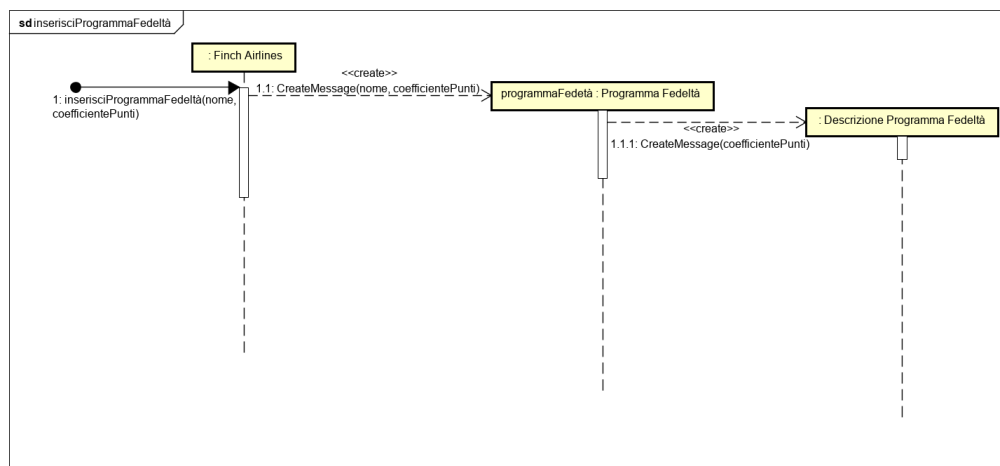 sd inserisciProgrammaFedeltà
: Finch Airlines
<<create>>
1.1: CreateMessage(nome, coefficientePunti)
1: inserisciProgrammaFedeltà(nome,
coefficientePunti)
programmaFedetà : Programma Fedeltà
<<create>>
1.1.1: CreateMessage(coefficientePunti)
: Descrizione Programma Fedeltà